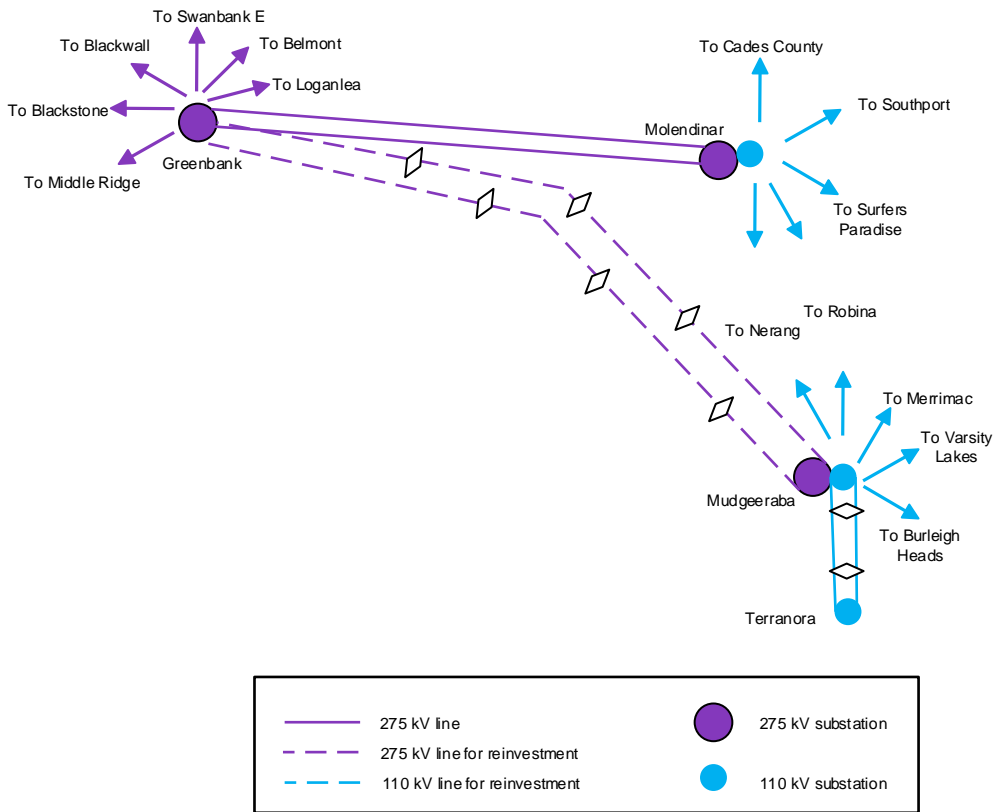 To Swanbank E
To Blackwall
To Belmont
To Loganlea
To Blackstone
Greenbank
To Middle Ridge
To Cades County
To Southport
Molendinar
To Surfers
Paradise
To Robina
To Nerang
To Merrimac
To Varsity
Lakes
Mudgeeraba
To Burleigh
Heads
Terranora
275 kV line
275 kV line for reinvestment
110 kV line for reinvestment
275 kV substation
110 kV substation